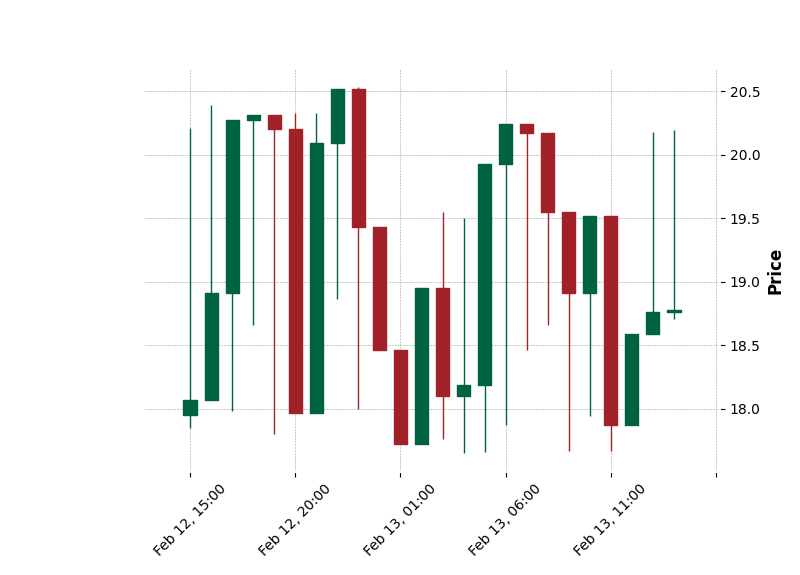 20.5
20.0
19.5
19.0
18.5
18.0
Price
Feb 12, 15:00
Feb 12, 20:00
Feb 13, 01:00
Feb 13, 06:00
Feb 13, 11:00